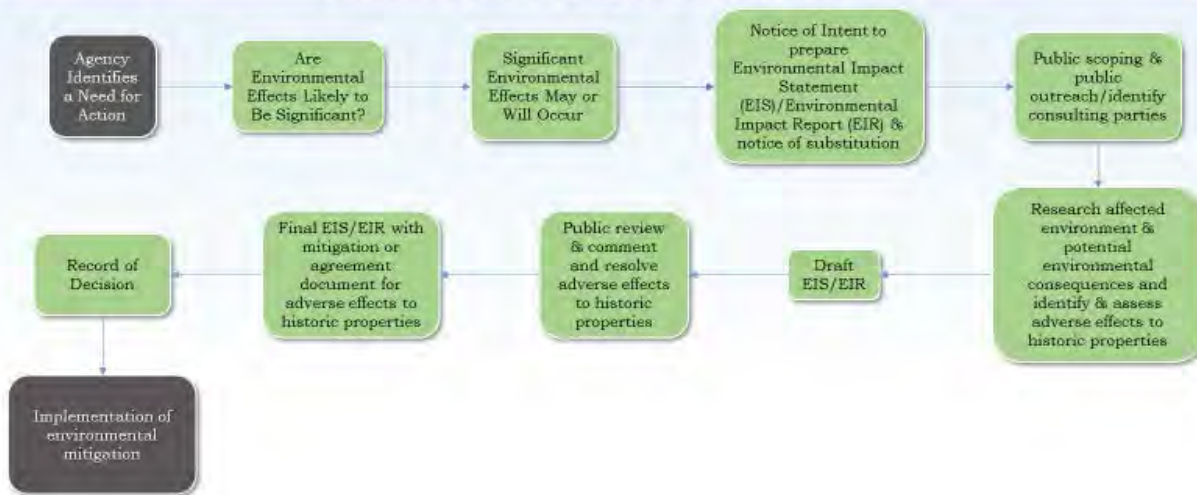 Agency
Identifies
a Need for
Action
Are
Environmental
Effects Likely to
Be Significant?
Significant
Environmental
Effects May or
Will Occur
Notice of Intent to
prepare
Environmental Impact
Statement
(EIS)/Environmental
Impact Report (EIR) &
notice of substitution
Public scoping &
public
outreach/identify
consulting parties
Research affected
environment &
potential
environmental
consequences and
identify & assess
adverse effects to
historic properties
Draft
EIS/EIR
Public review
& comment
and resolve
adverse effects
to historic
properties
Final EIS/EIR with
mitigation or
agreement
document for
adverse effects to
historic properties
Record of
Decision
Implementation of
environmental
mitigation